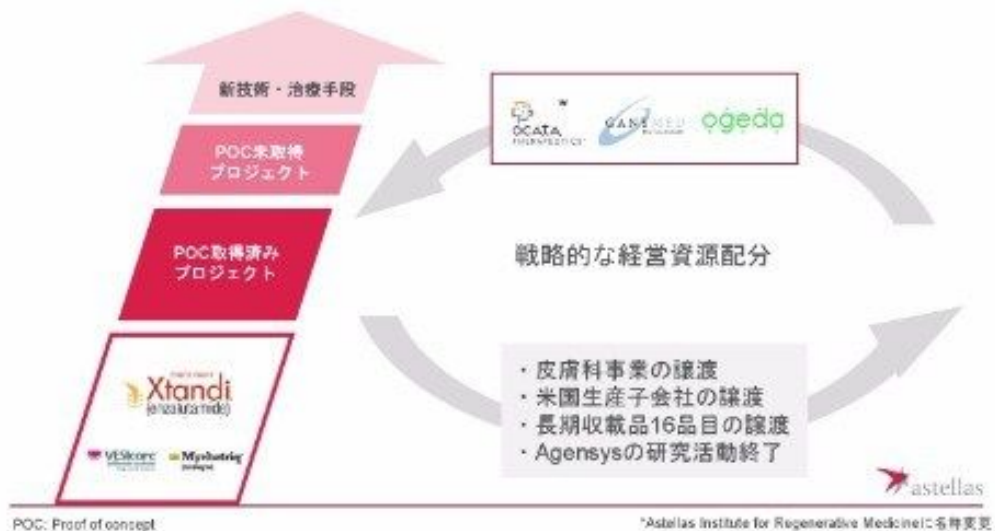 新技術・治療手段
POC未取得
プロジェクト
POC取得済み
プロジェクト
Xtandi
(enzalutamide)
VESIcare
Myrbetriq
OCATA
THERAPEUTICS
GANYMED
ogeda
戦略的な経営資源配分
・皮膚科事業の譲渡
・米国生産子会社の譲渡
・長期収載品16品目の譲渡
・Agensysの研究活動終了
astellas
POC: Proof of concept
*Astellas Institute for Regenerative Medicineに名称変更